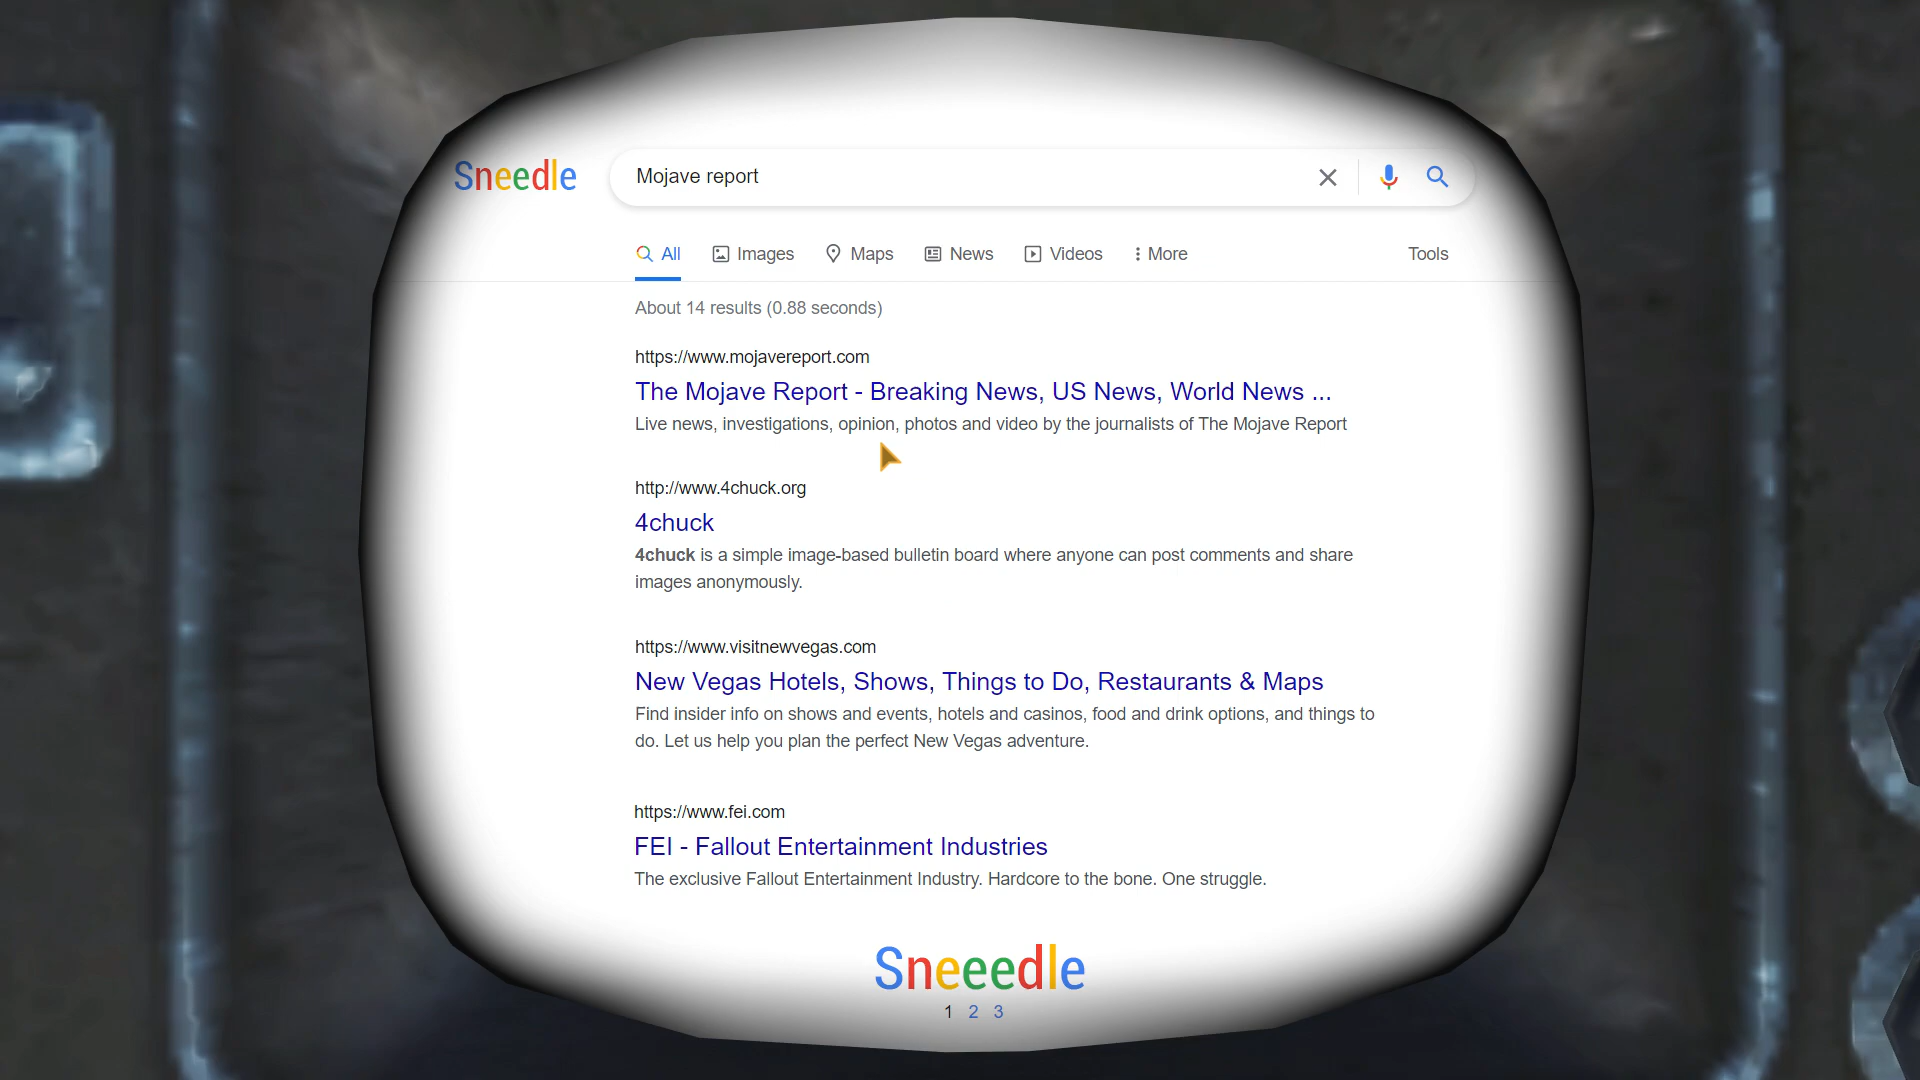 Sneedle
Mojave report
All Images Maps News Videos More Tools
About 14 results (0.88 seconds)
https://www.mojavereport.com
The Mojave Report - Breaking News, US News, World News ...
Live news, investigations, opinion, photos and video by the journalists of The Mojave Report
http://www.4chuck.org
4chuck
4chuck is a simple image-based bulletin board where anyone can post comments and share
images anonymously.
https://www.visitnewvegas.com
New Vegas Hotels, Shows, Things to Do, Restaurants & Maps
Find insider info on shows and events, hotels and casinos, food and drink options, and things to
do. Let us help you plan the perfect New Vegas adventure.
https://www.fei.com
FEI - Fallout Entertainment Industries
The exclusive Fallout Entertainment Industry. Hardcore to the bone. One struggle.
Sneeedle
1 2 3